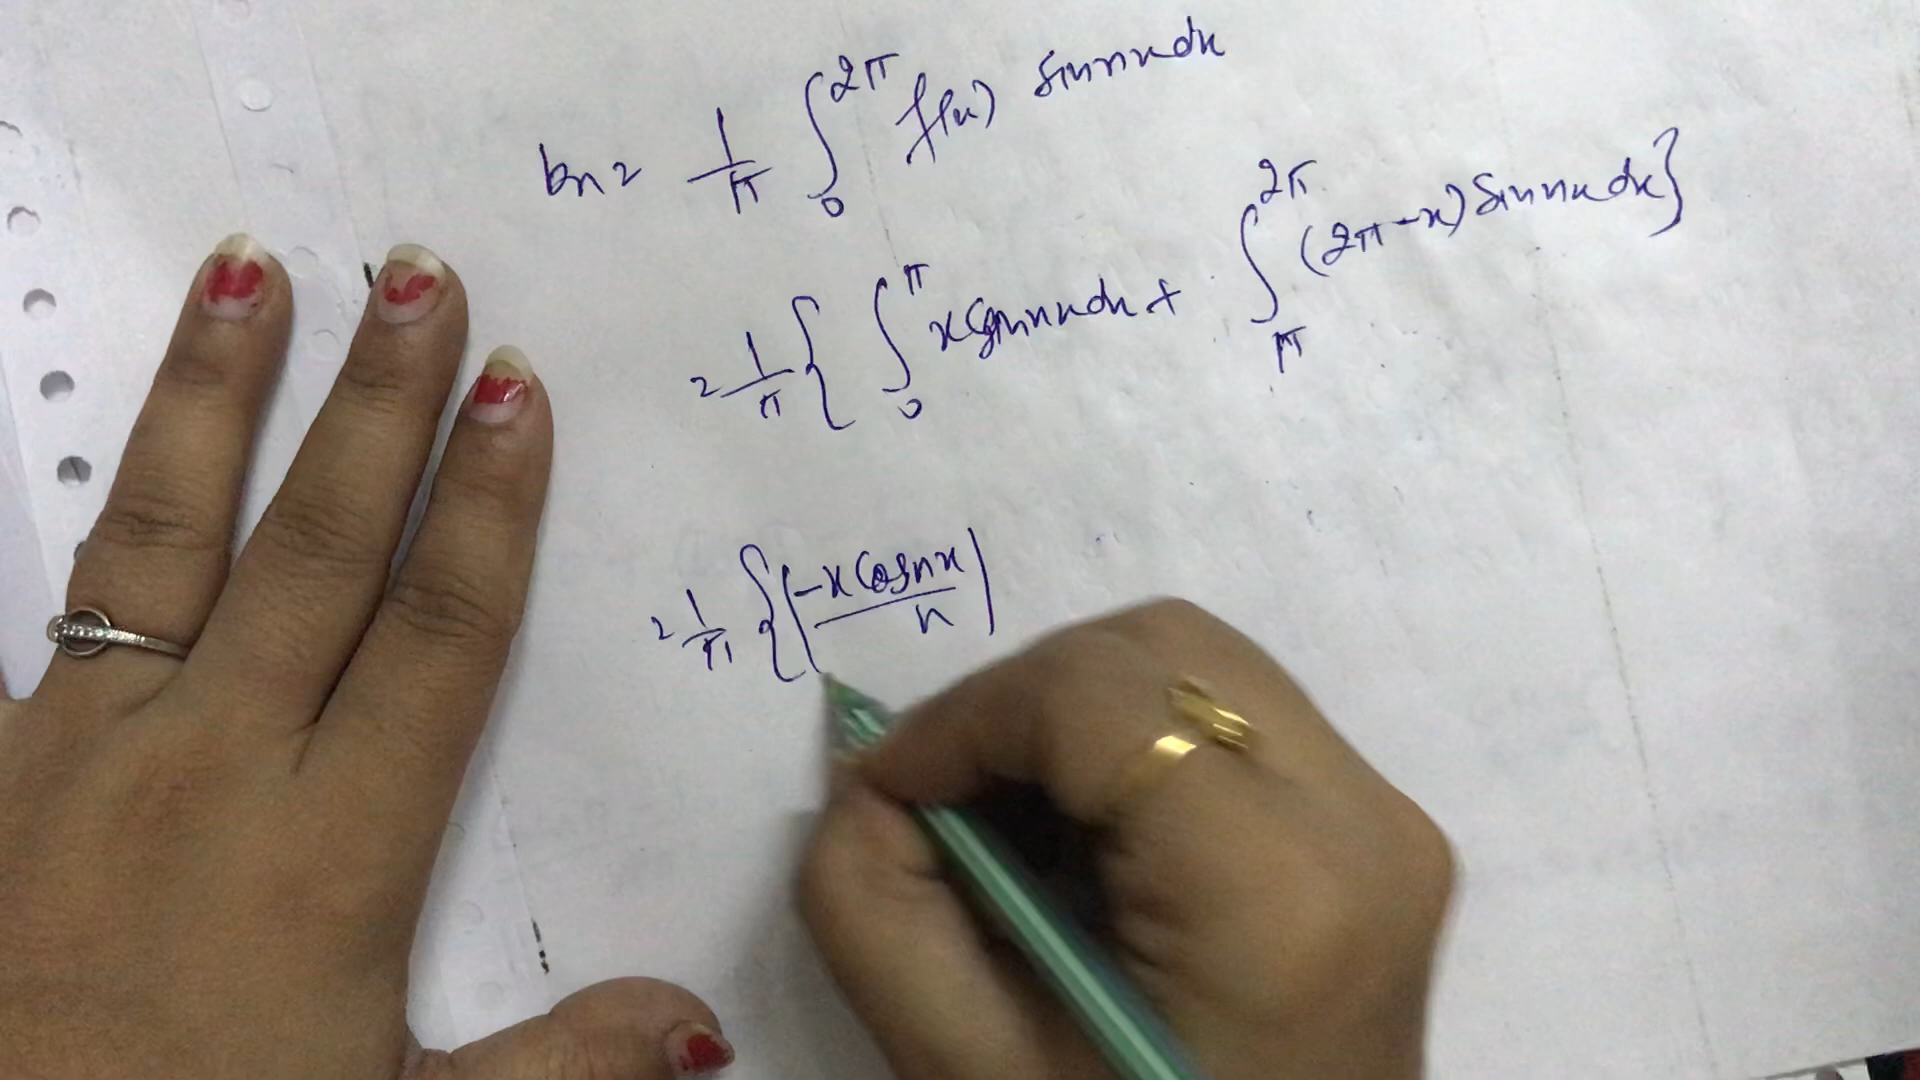 bn = 1/π ∫₀^2π f(x) sin nx dx
= 1/π { ∫₀^π x sin nx dx + ∫_π^2π (2π - x) sin nx dx }
= 1/π { ( -x cos nx / n )